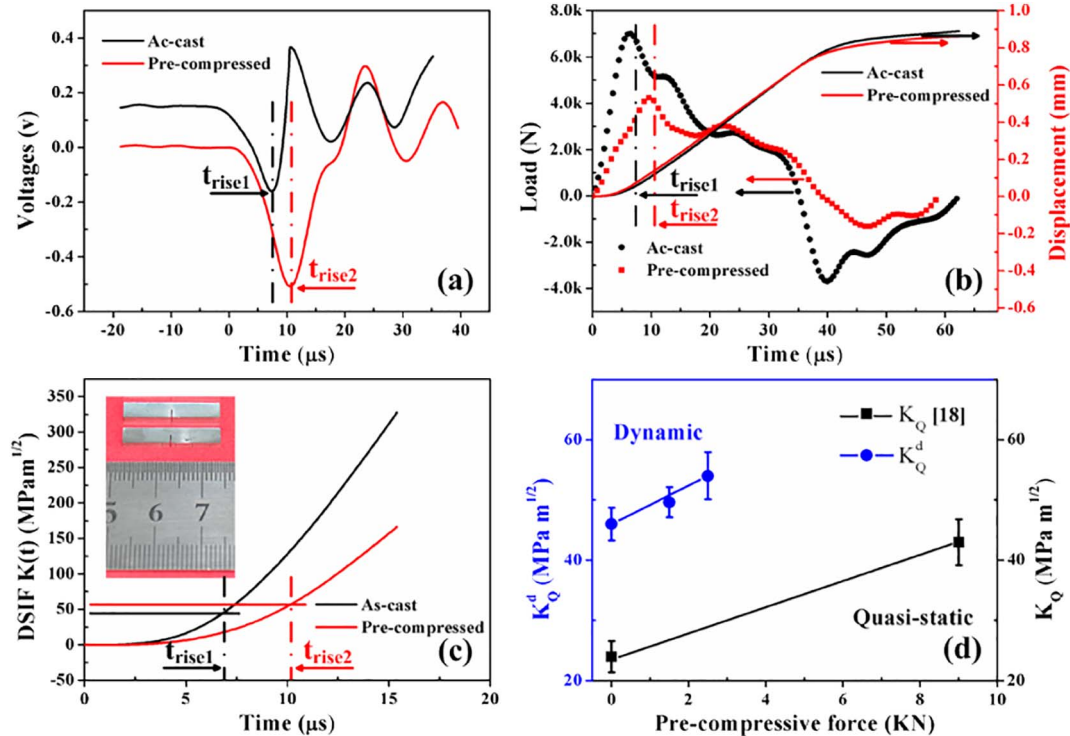 0.4
0.2
0.0
-0.2
-0.4
-0.6
Voltages (v)
Ac-cast
Pre-compressed
t_rise1
t_rise2
(a)
-20 -10 0 10 20 30 40
Time (μs)
8.0k
6.0k
4.0k
2.0k
0.0
-2.0k
-4.0k
Load (N)
Ac-cast
Pre-compressed
t_rise1
t_rise2
Ac-cast
Pre-compressed
(b)
1.0
0.8
0.6
0.4
0.2
0.0
-0.2
-0.4
-0.6
Displacement (mm)
0 10 20 30 40 50 60
Time (μs)
350
300
250
200
150
100
50
0
-50
DSIF K(t) (MPam^1/2)
5 6 7
As-cast
Pre-compressed
t_rise1
t_rise2
(c)
0 5 10 15 20
Time (μs)
60
40
20
K_Q^d (MPa m^1/2)
Dynamic
K_Q [18]
K_Q^d
Quasi-static
(d)
60
40
20
K_Q (MPa m^1/2)
0 2 4 6 8 10
Pre-compressive force (KN)